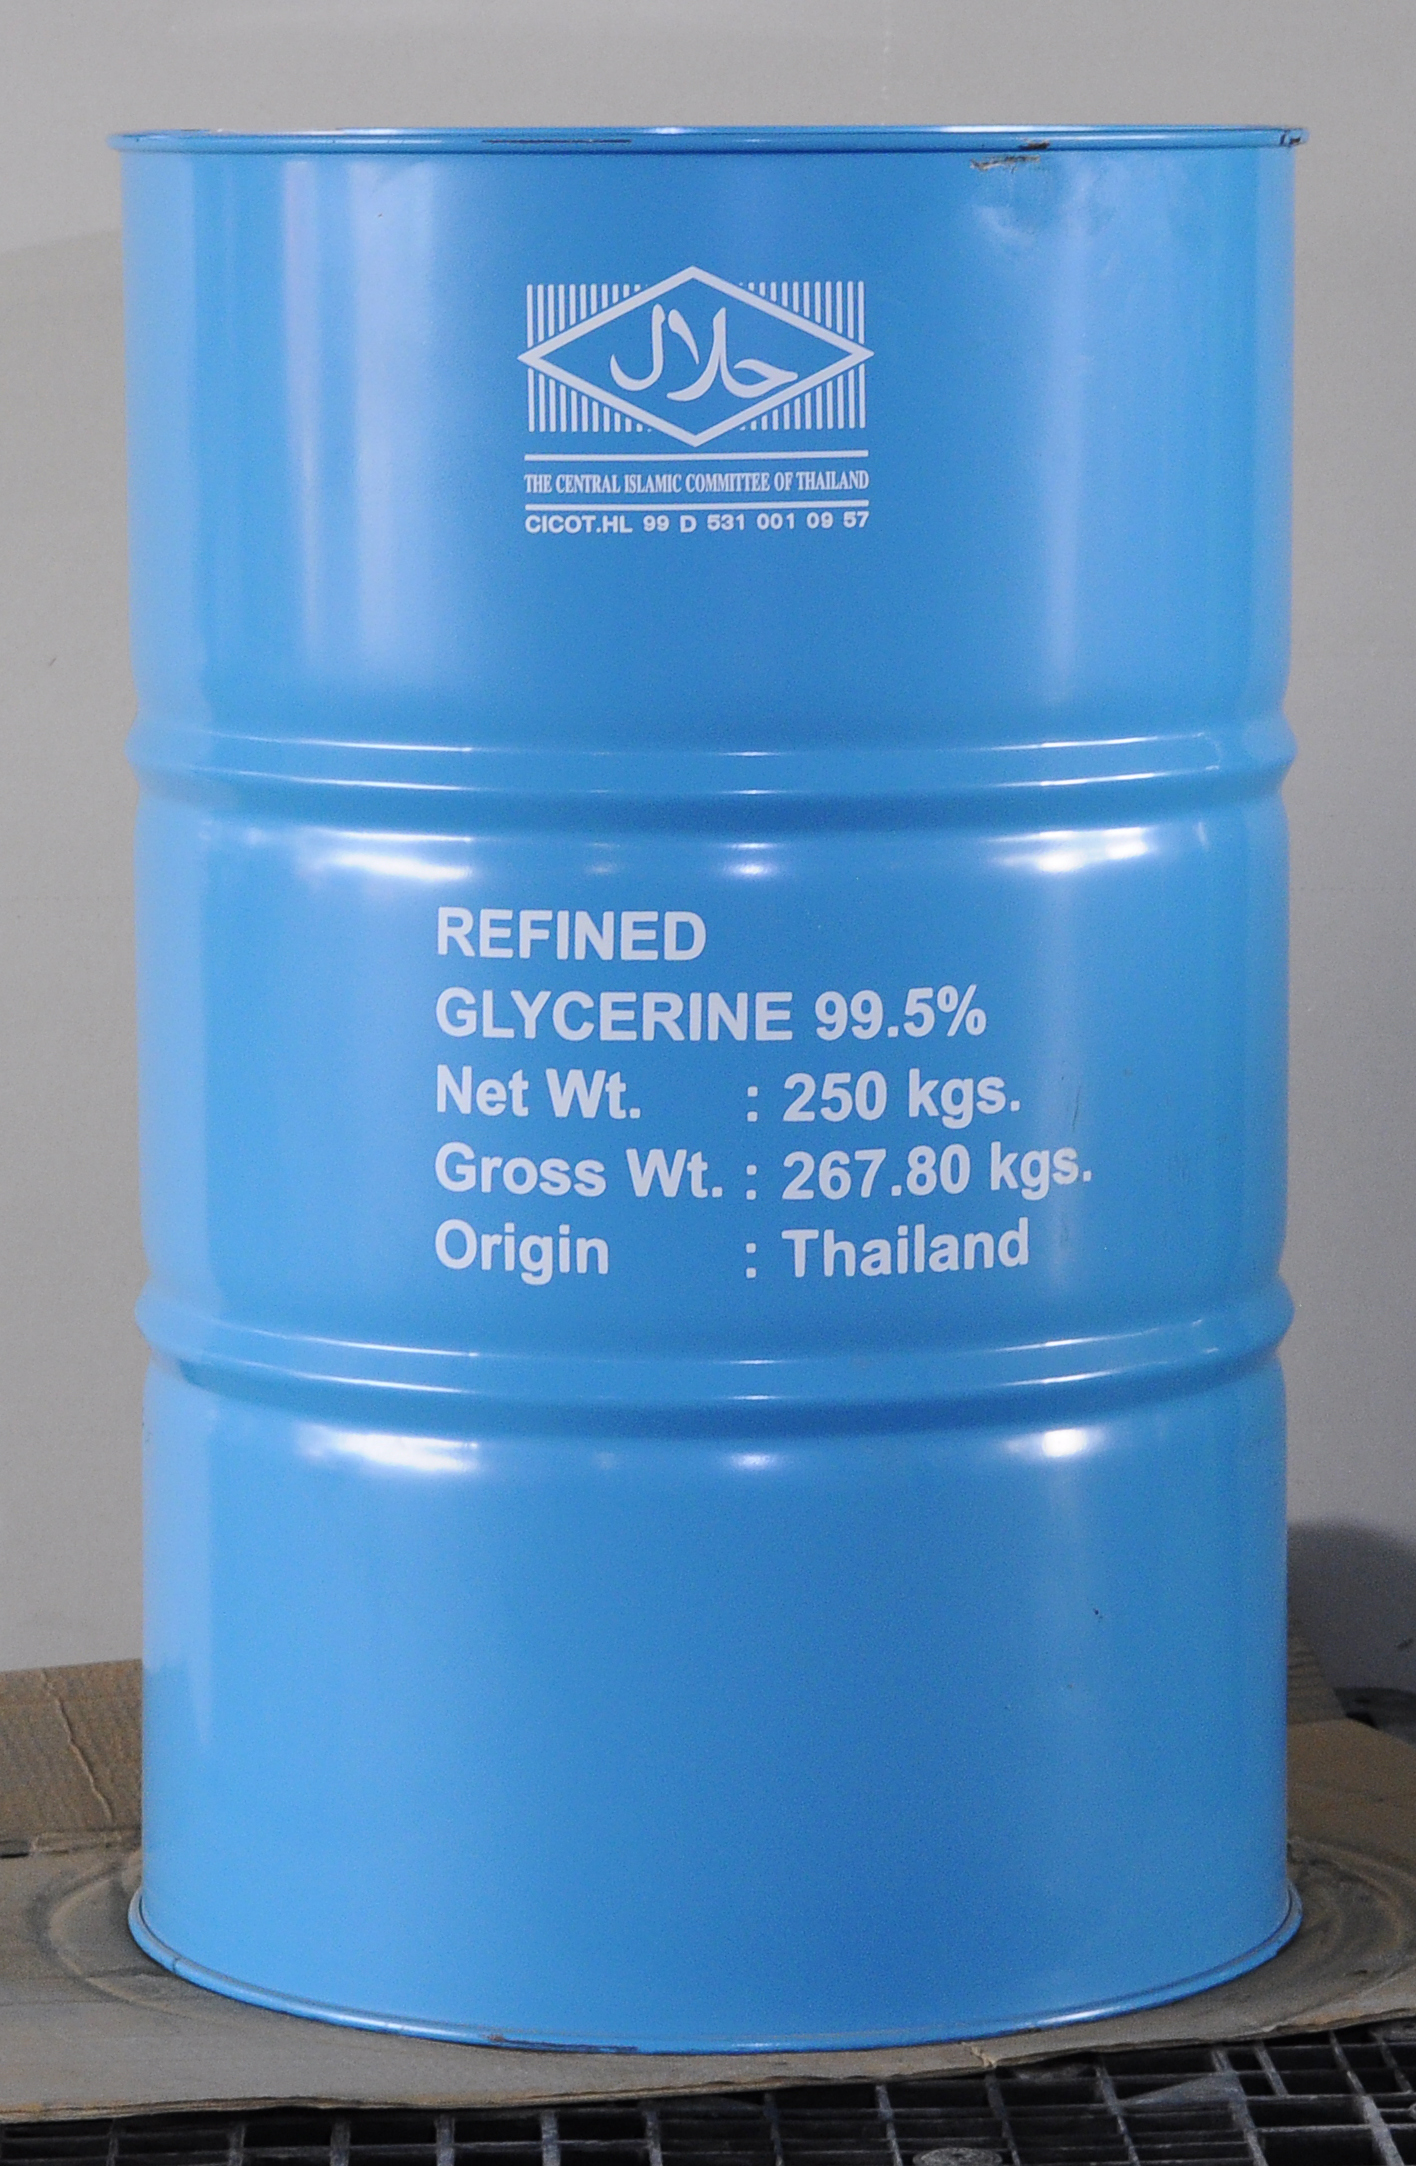 حلال
THE CENTRAL ISLAMIC COMMITTEE OF THAILAND
CICOT.HL 99 D 531 001 09 57
REFINED
GLYCERINE 99.5%
Net Wt. : 250 kgs.
Gross Wt. : 267.80 kgs.
Origin : Thailand